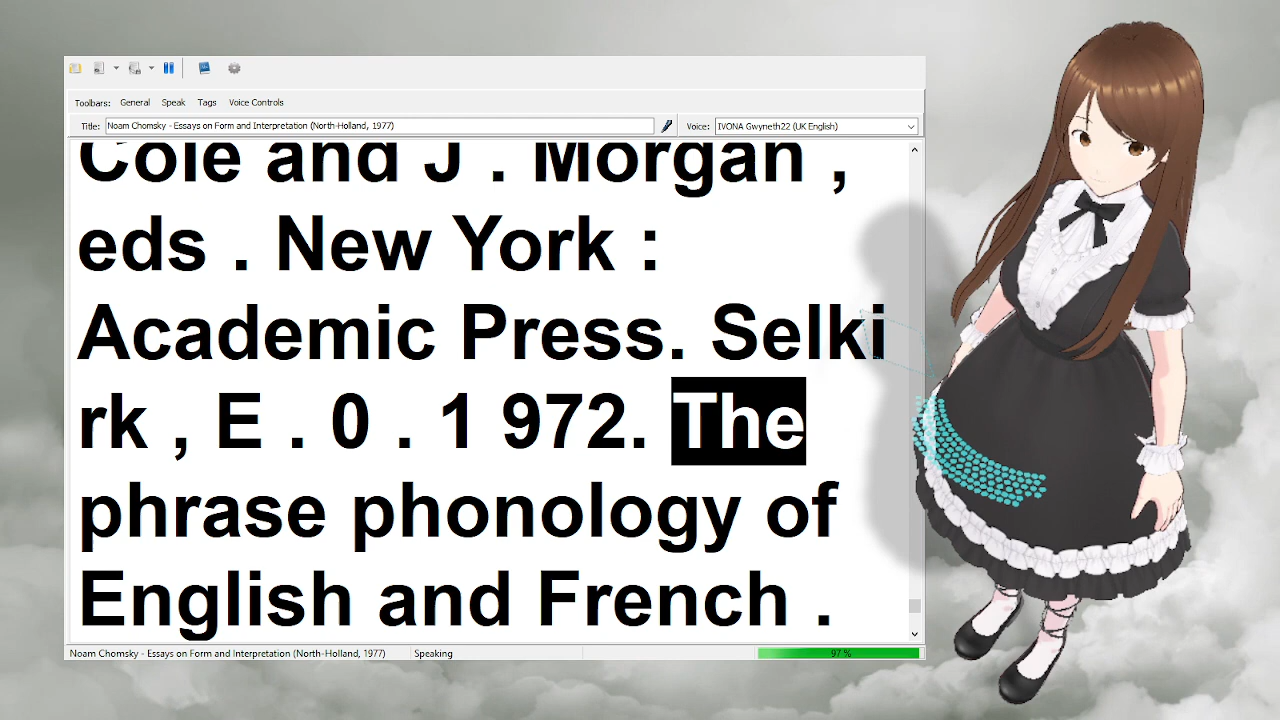 Toolbars: General Speak Tags Voice Controls
Title: Noam Chomsky - Essays on Form and Interpretation (North-Holland, 1977) Voice: IVONA Gwyneth22 (UK English)
Cole and J . Morgan ,
eds . New York :
Academic Press. Selki
rk , E . 0 . 1 972. The
phrase phonology of
English and French .
Noam Chomsky - Essays on Form and Interpretation (North-Holland, 1977) Speaking 97 %